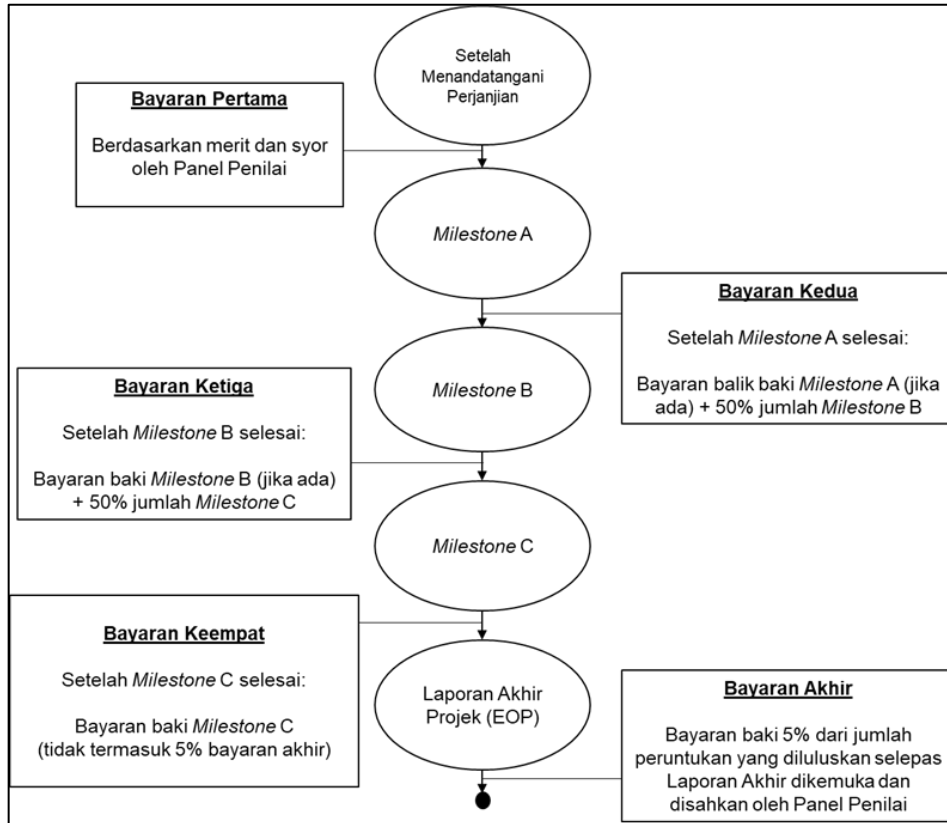 Setelah
Menandatangani
Perjanjian
Bayaran Pertama
Berdasarkan merit dan syor
oleh Panel Penilai
Milestone A
Bayaran Kedua
Setelah Milestone A selesai:
Bayaran balik baki Milestone A (jika
ada) + 50% jumlah Milestone B
Milestone B
Bayaran Ketiga
Setelah Milestone B selesai:
Bayaran baki Milestone B (jika ada)
+ 50% jumlah Milestone C
Milestone C
Bayaran Keempat
Setelah Milestone C selesai:
Bayaran baki Milestone C
(tidak termasuk 5% bayaran akhir)
Laporan Akhir
Projek (EOP)
Bayaran Akhir
Bayaran baki 5% dari jumlah
peruntukan yang diluluskan selepas
Laporan Akhir dikemuka dan
disahkan oleh Panel Penilai